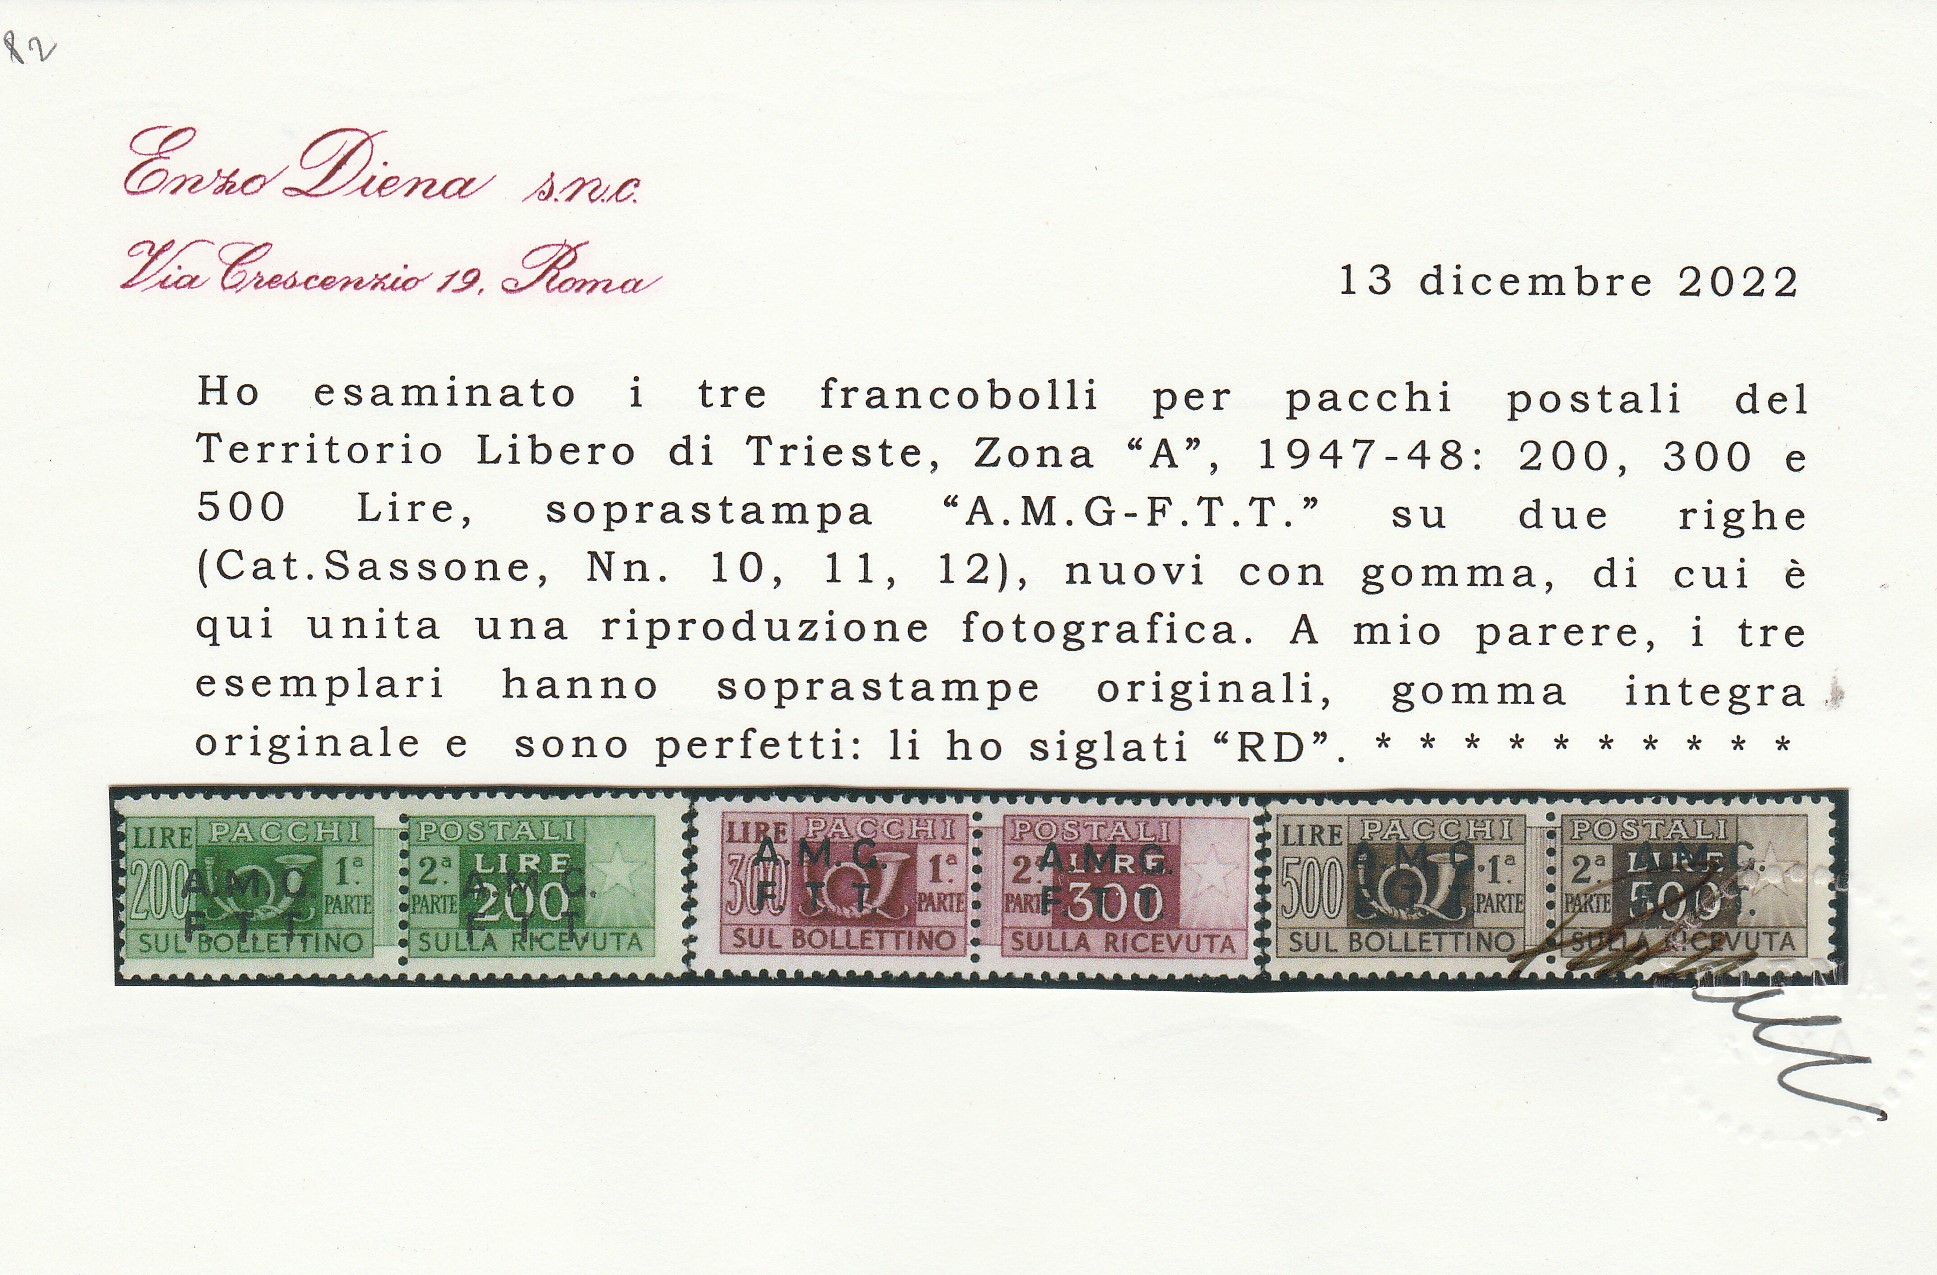 82
Enzo Diena s.n.c.
Via Crescenzio 19, Roma
13 dicembre 2022
Ho esaminato i tre francobolli per pacchi postali del
Territorio Libero di Trieste, Zona “A”, 1947-48: 200, 300 e
500 Lire, soprastampa “A.M.G-F.T.T.” su due righe
(Cat.Sassone, Nn. 10, 11, 12), nuovi con gomma, di cui è
qui unita una riproduzione fotografica. A mio parere, i tre
esemplari hanno soprastampe originali, gomma integra
originale e sono perfetti: li ho siglati “RD”. * * * * * * * * * *
LIRE PACCHI POSTALI
200 1ª 2ª LIRE
A.M.G. A.M.G.
PARTE PARTE 200
F.T.T. F.T.T.
SUL BOLLETTINO SULLA RICEVUTA
LIRE PACCHI POSTALI
A.M.G. A.M.G.
300 1ª 2ª LIRE
F.T.T. F.T.T.
PARTE PARTE 300
SUL BOLLETTINO SULLA RICEVUTA
LIRE PACCHI POSTALI
A.M.G. A.M.G.
500 1ª 2ª LIRE
PARTE PARTE 500
SUL BOLLETTINO SULLA RICEVUTA